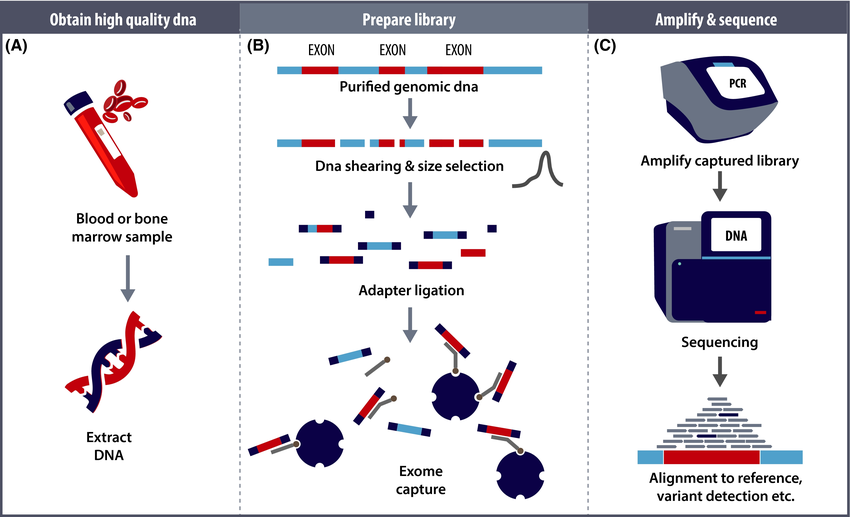 Obtain high quality dna
Prepare library
Amplify & sequence
(A)
Blood or bone
marrow sample
Extract
DNA
(B)
EXON
EXON
EXON
Purified genomic dna
Dna shearing & size selection
Adapter ligation
Exome
capture
(C)
PCR
Amplify captured library
DNA
Sequencing
Alignment to reference,
variant detection etc.